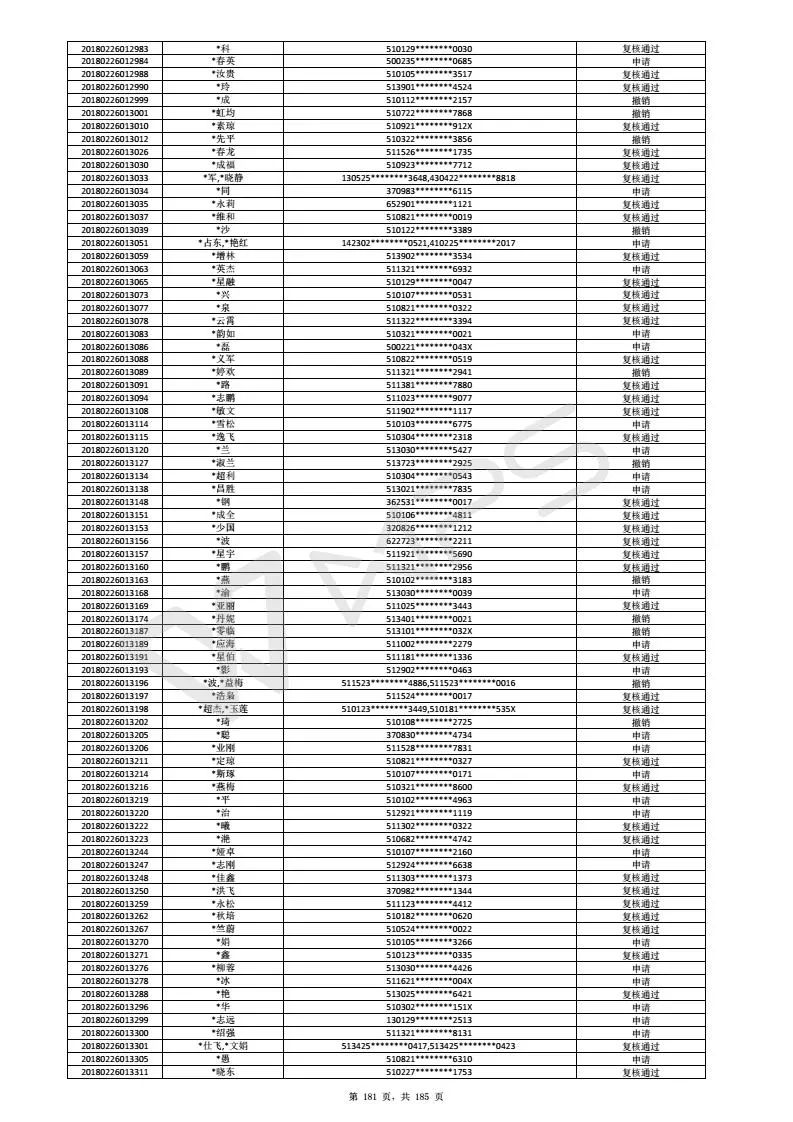 20180226012983 *科 510129********0030 复核通过
20180226012984 *春英 500235********0685 申请
20180226012988 *汝贵 510105********3517 复核通过
20180226012990 *玲 513901********4524 复核通过
20180226012999 *成 510112********2157 撤销
20180226013001 *虹均 510722********7868 撤销
20180226013010 *素琼 510921********912X 复核通过
20180226013012 *先平 510322********3856 撤销
20180226013026 *春龙 511526********1735 复核通过
20180226013030 *成福 510923********7712 复核通过
20180226013033 *军,*晓静 130525********3648,430422********8818 复核通过
20180226013034 *同 370983********6115 申请
20180226013035 *永莉 652901********1121 复核通过
20180226013037 *维和 510821********0019 复核通过
20180226013039 *沙 510122********3389 撤销
20180226013051 *占东,*艳红 142302********0521,410225********2017 申请
20180226013059 *增林 513902********3534 复核通过
20180226013063 *英杰 511321********6932 申请
20180226013065 *星融 510129********0047 复核通过
20180226013073 *兴 510107********0531 复核通过
20180226013077 *泉 510821********0322 复核通过
20180226013078 *云霄 511322********3394 复核通过
20180226013083 *韵如 510321********0021 申请
20180226013086 *磊 500221********043X 申请
20180226013088 *义军 510822********0519 复核通过
20180226013089 *婷欢 511321********2941 撤销
20180226013091 *路 511381********7880 复核通过
20180226013094 *志鹏 511023********9077 复核通过
20180226013108 *敏文 511902********1117 复核通过
20180226013114 *雪松 510103********6775 申请
20180226013115 *逸飞 510304********2318 复核通过
20180226013120 *兰 513030********5427 申请
20180226013127 *淑兰 513723********2925 撤销
20180226013134 *超利 510304********0543 申请
20180226013138 *昌胜 513021********7835 申请
20180226013148 *钢 362531********0017 复核通过
20180226013151 *成全 510106********4811 复核通过
20180226013153 *少国 320826********1212 复核通过
20180226013156 *波 622723********2211 复核通过
20180226013157 *星宇 511921********5690 复核通过
20180226013160 *鹏 511321********2956 复核通过
20180226013163 *燕 510102********3183 撤销
20180226013168 *渝 513030********0039 申请
20180226013169 *亚丽 511025********3443 复核通过
20180226013174 *丹妮 513401********0021 撤销
20180226013187 *零临 513101********032X 撤销
20180226013189 *应海 511002********2279 申请
20180226013191 *星伯 511181********1336 复核通过
20180226013193 *影 512902********0463 申请
20180226013196 *波,*益梅 511523********4886,511523********0016 撤销
20180226013197 *浩枭 511524********0017 复核通过
20180226013198 *超杰,*玉莲 510123********3449,510181********535X 复核通过
20180226013202 *琦 510108********2725 撤销
20180226013205 *聪 370830********4734 申请
20180226013206 *业刚 511528********7831 申请
20180226013211 *定琼 510821********0327 复核通过
20180226013214 *斯琢 510107********0171 申请
20180226013216 *燕梅 510321********8600 复核通过
20180226013219 *平 510102********4963 申请
20180226013220 *治 512921********1119 申请
20180226013222 *曦 511302********0322 复核通过
20180226013223 *滟 510682********4742 复核通过
20180226013244 *娅卓 510107********2160 申请
20180226013247 *志刚 512924********6638 申请
20180226013248 *佳鑫 511303********1373 复核通过
20180226013250 *洪飞 370982********1344 复核通过
20180226013259 *永松 511123********4412 复核通过
20180226013262 *秋培 510182********0620 复核通过
20180226013267 *竺蔚 510524********0022 复核通过
20180226013270 *娟 510105********3266 申请
20180226013271 *鑫 510123********0335 复核通过
20180226013276 *柳蓉 513030********4426 申请
20180226013278 *冰 511621********004X 申请
20180226013288 *艳 513025********6421 复核通过
20180226013296 *华 510302********151X 申请
20180226013299 *志远 130129********2513 申请
20180226013300 *绍强 511321********8131 申请
20180226013301 *仕飞,*文娟 513425********0417,513425********0423 复核通过
20180226013305 *愚 510821********6310 申请
20180226013311 *晓东 510227********1753 复核通过
第 181 页, 共 185 页